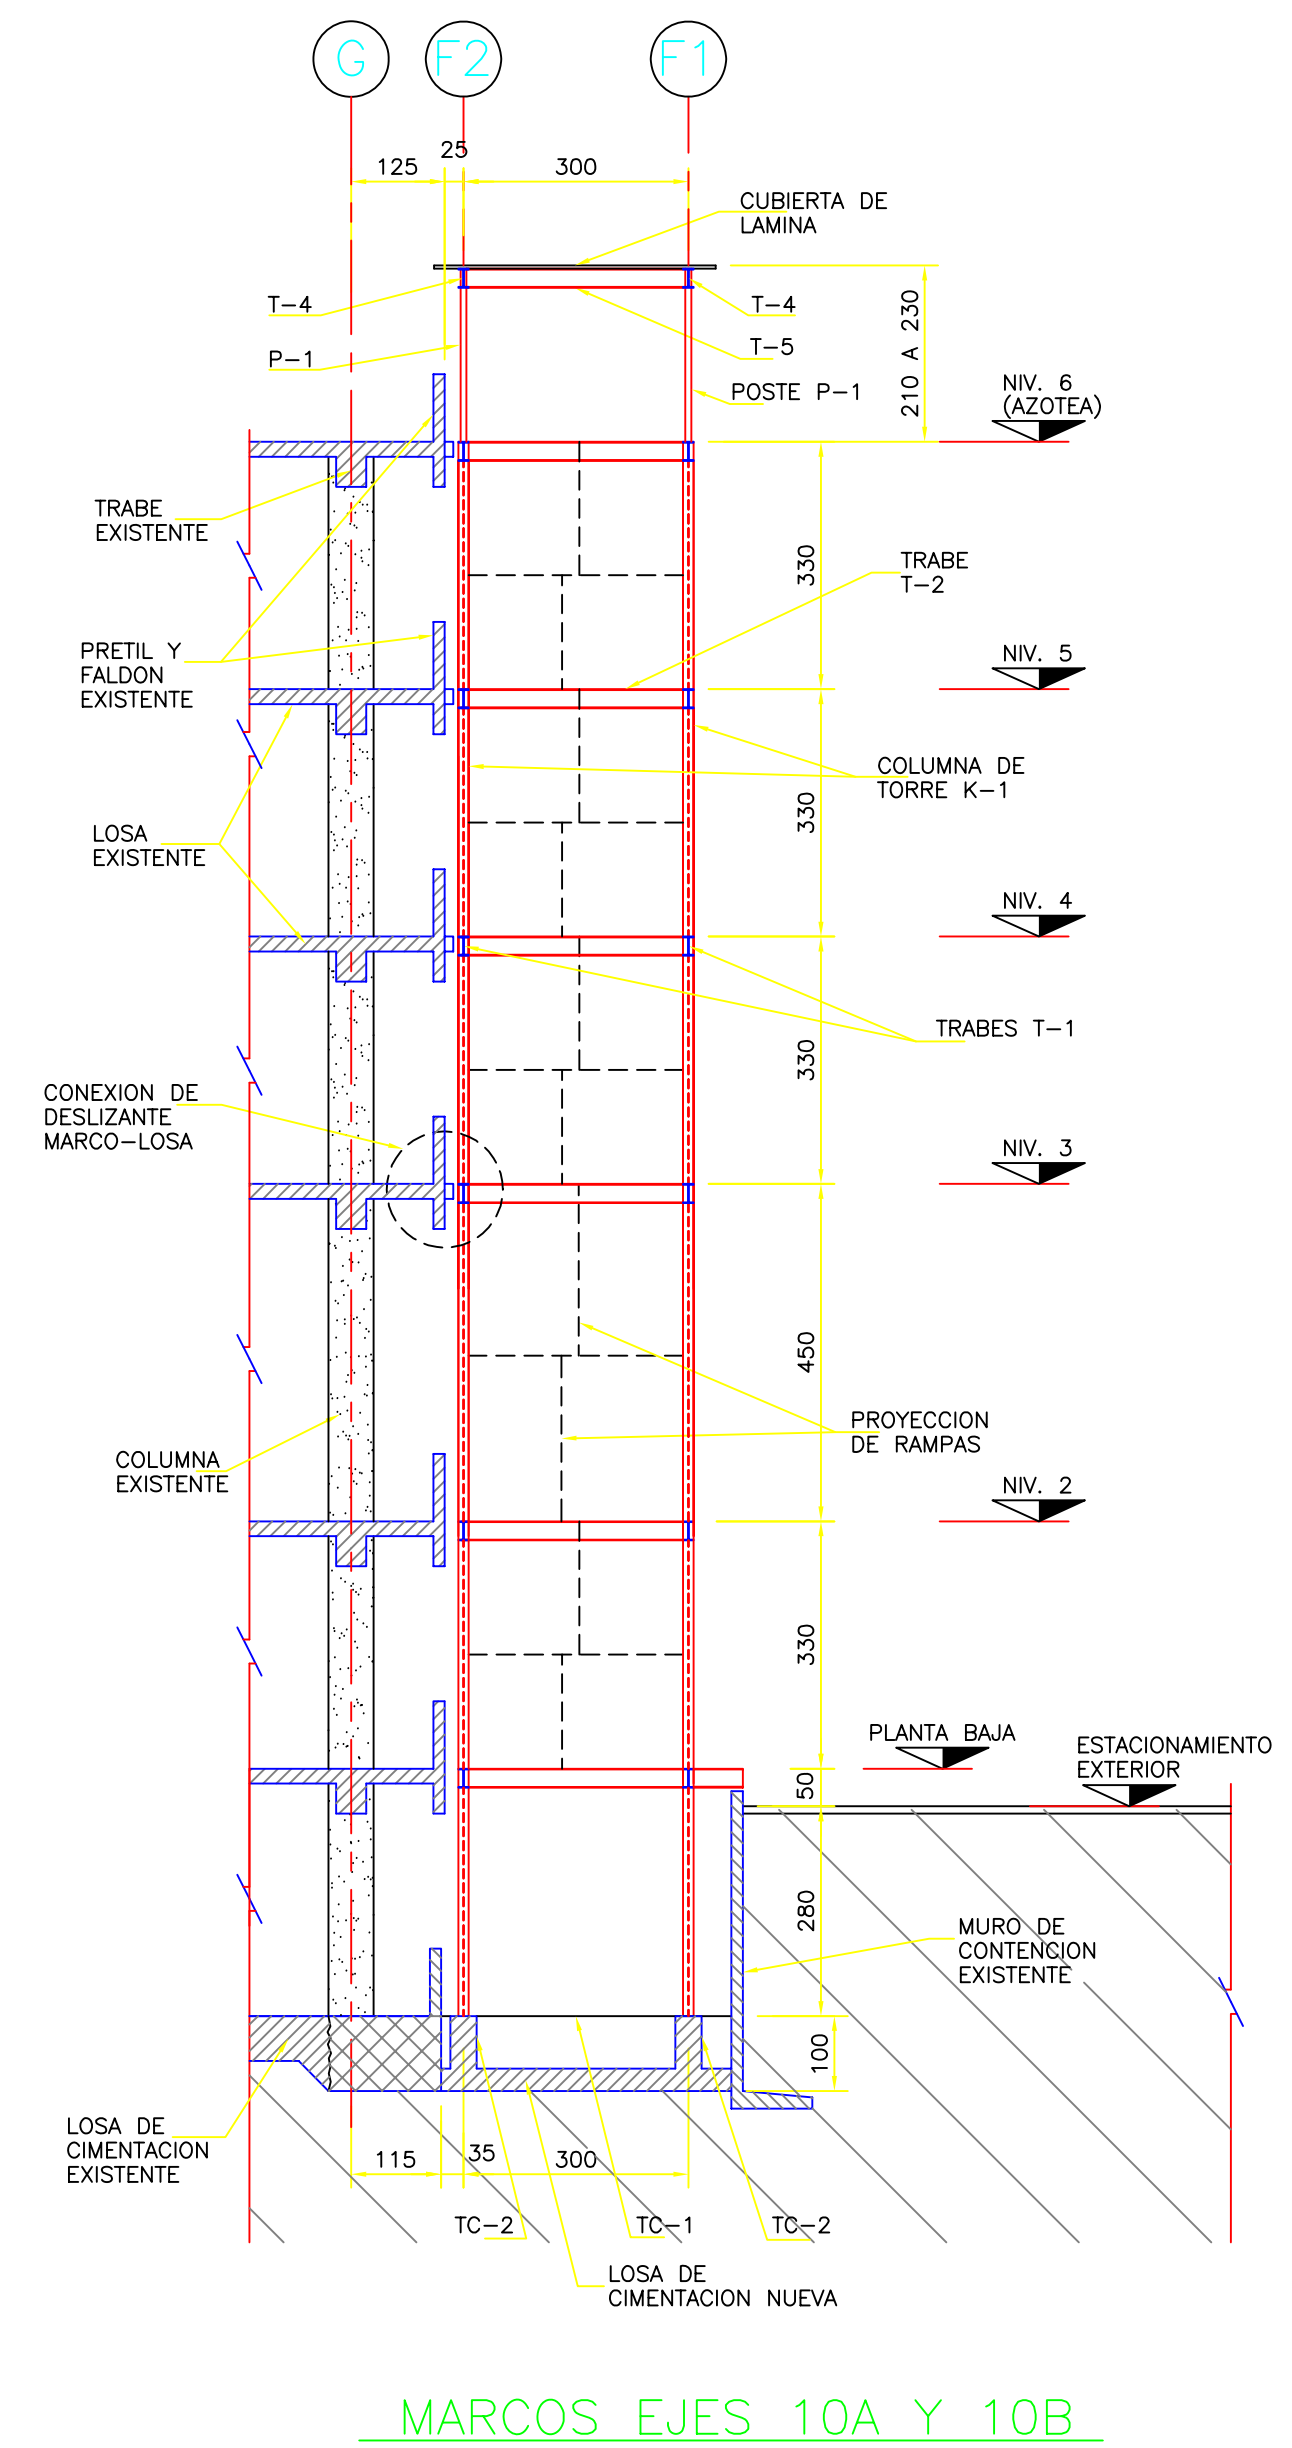 G
F2
F1
125
25
300
CUBIERTA DE
LAMINA
T-4
T-4
P-1
T-5
POSTE P-1
210 A 230
NIV. 6
(AZOTEA)
TRABE
EXISTENTE
330
TRABE
T-2
PRETIL Y
FALDON
EXISTENTE
NIV. 5
COLUMNA DE
TORRE K-1
330
LOSA
EXISTENTE
NIV. 4
TRABES T-1
330
CONEXION DE
DESLIZANTE
MARCO-LOSA
NIV. 3
450
PROYECCION
DE RAMPAS
COLUMNA
EXISTENTE
NIV. 2
330
PLANTA BAJA
ESTACIONAMIENTO
EXTERIOR
50
280
MURO DE
CONTENCION
EXISTENTE
100
LOSA DE
CIMENTACION
EXISTENTE
115
35
300
TC-2
TC-1
TC-2
LOSA DE
CIMENTACION NUEVA
MARCOS EJES 10A Y 10B